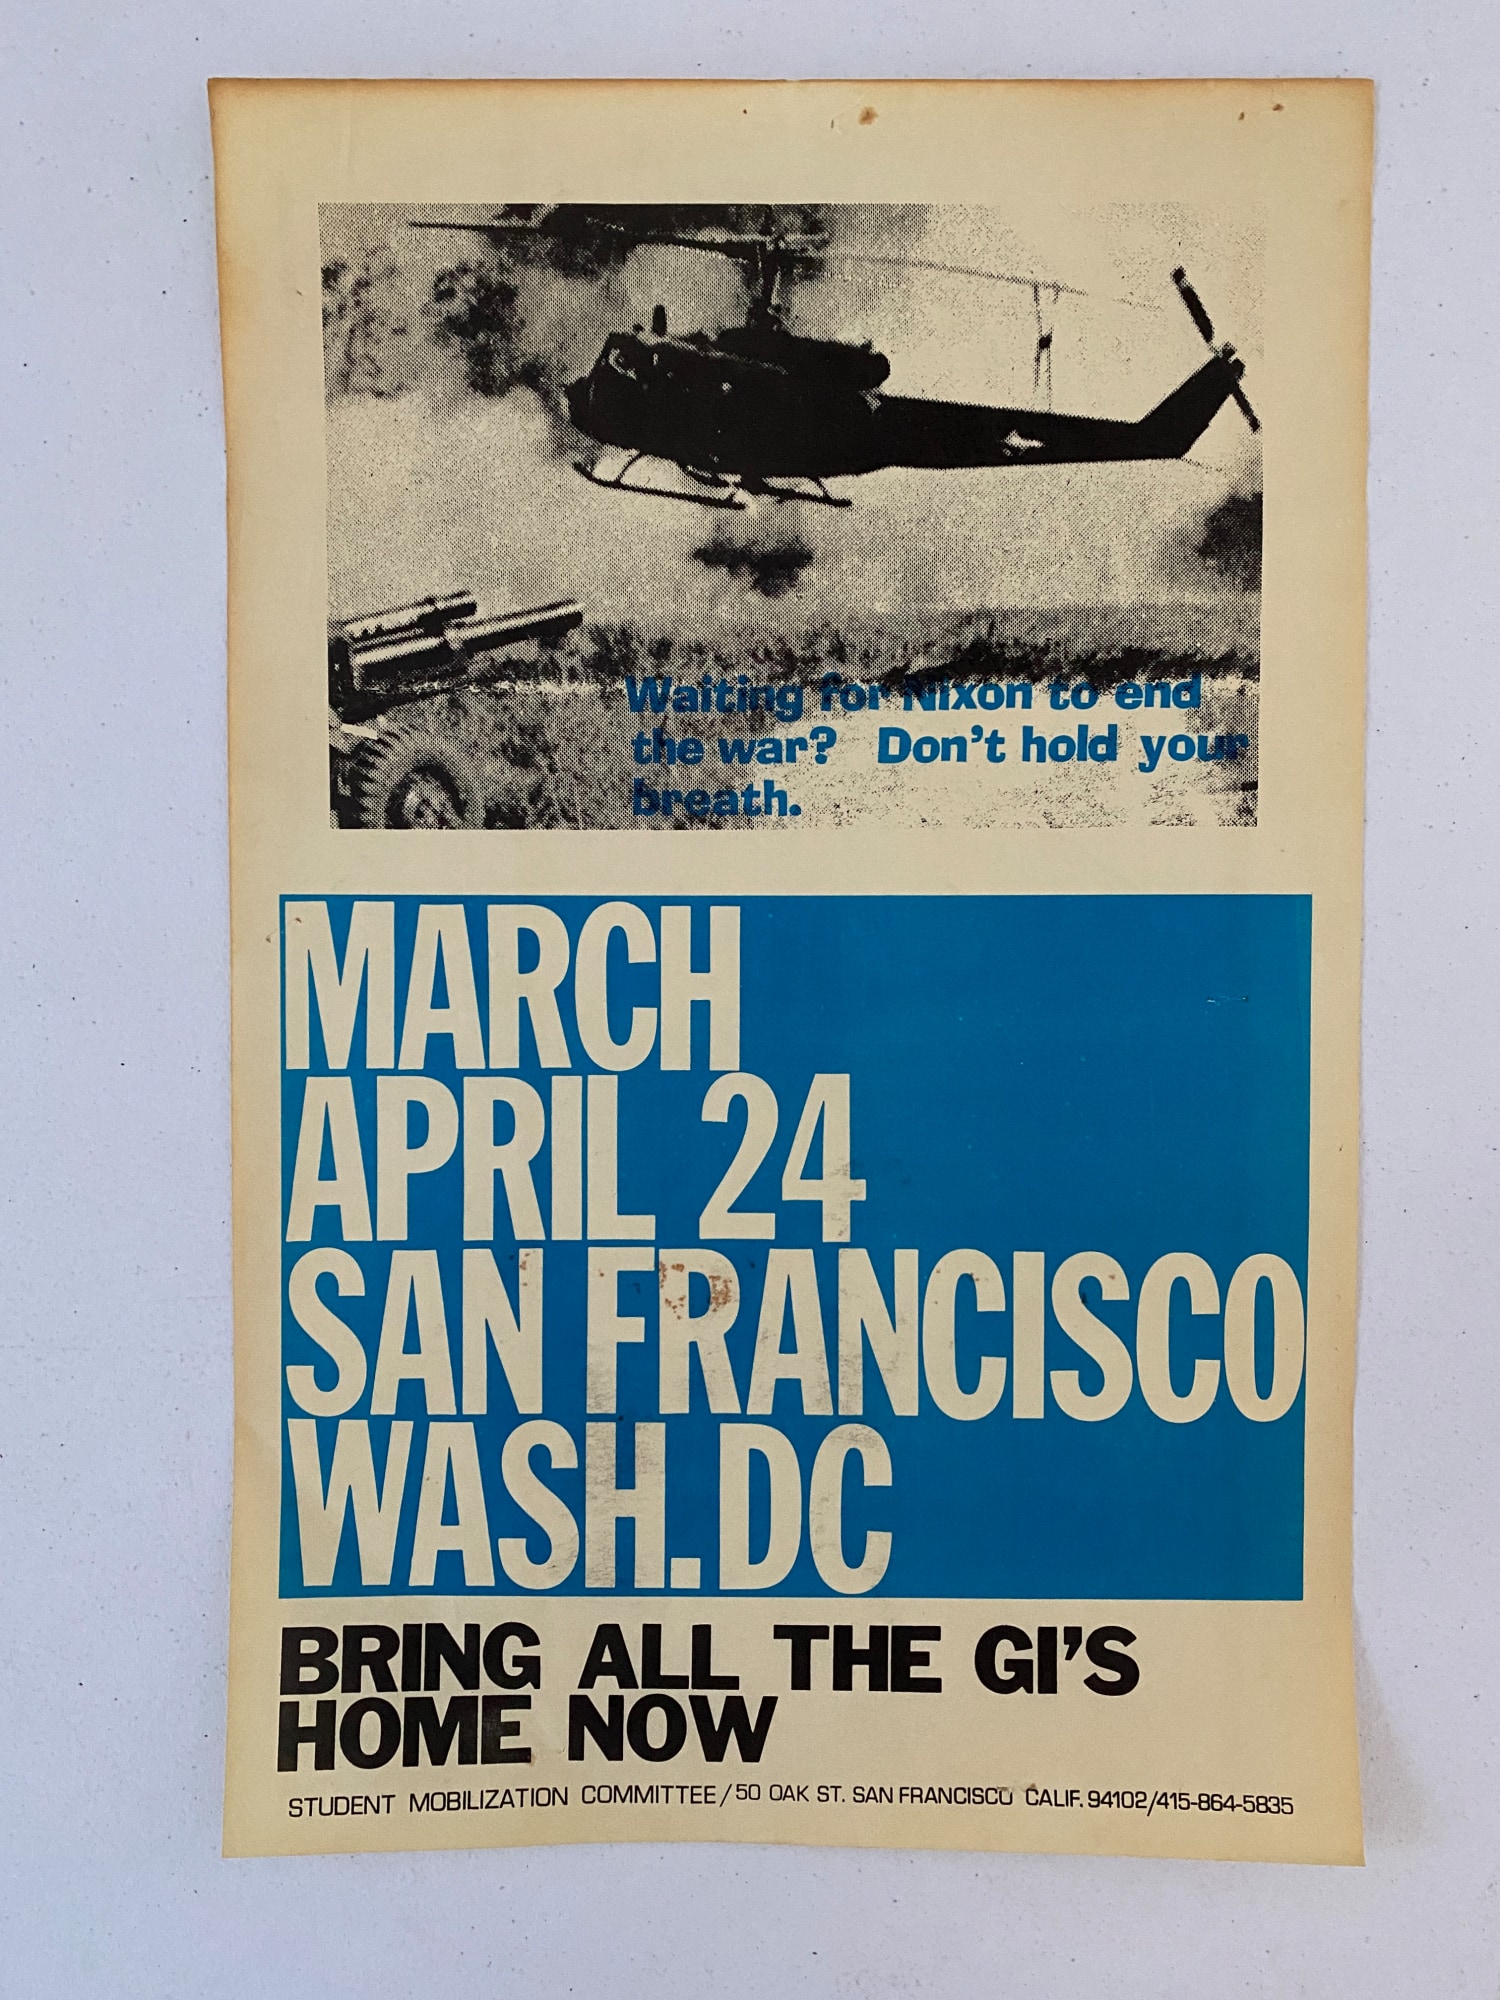 Waiting for Nixon to end
the war? Don't hold your
breath.
MARCH
APRIL 24
SAN FRANCISCO
WASH.DC
BRING ALL THE GI'S
HOME NOW
STUDENT MOBILIZATION COMMITTEE/50 OAK ST. SAN FRANCISCO CALIF. 94102/415-864-5835